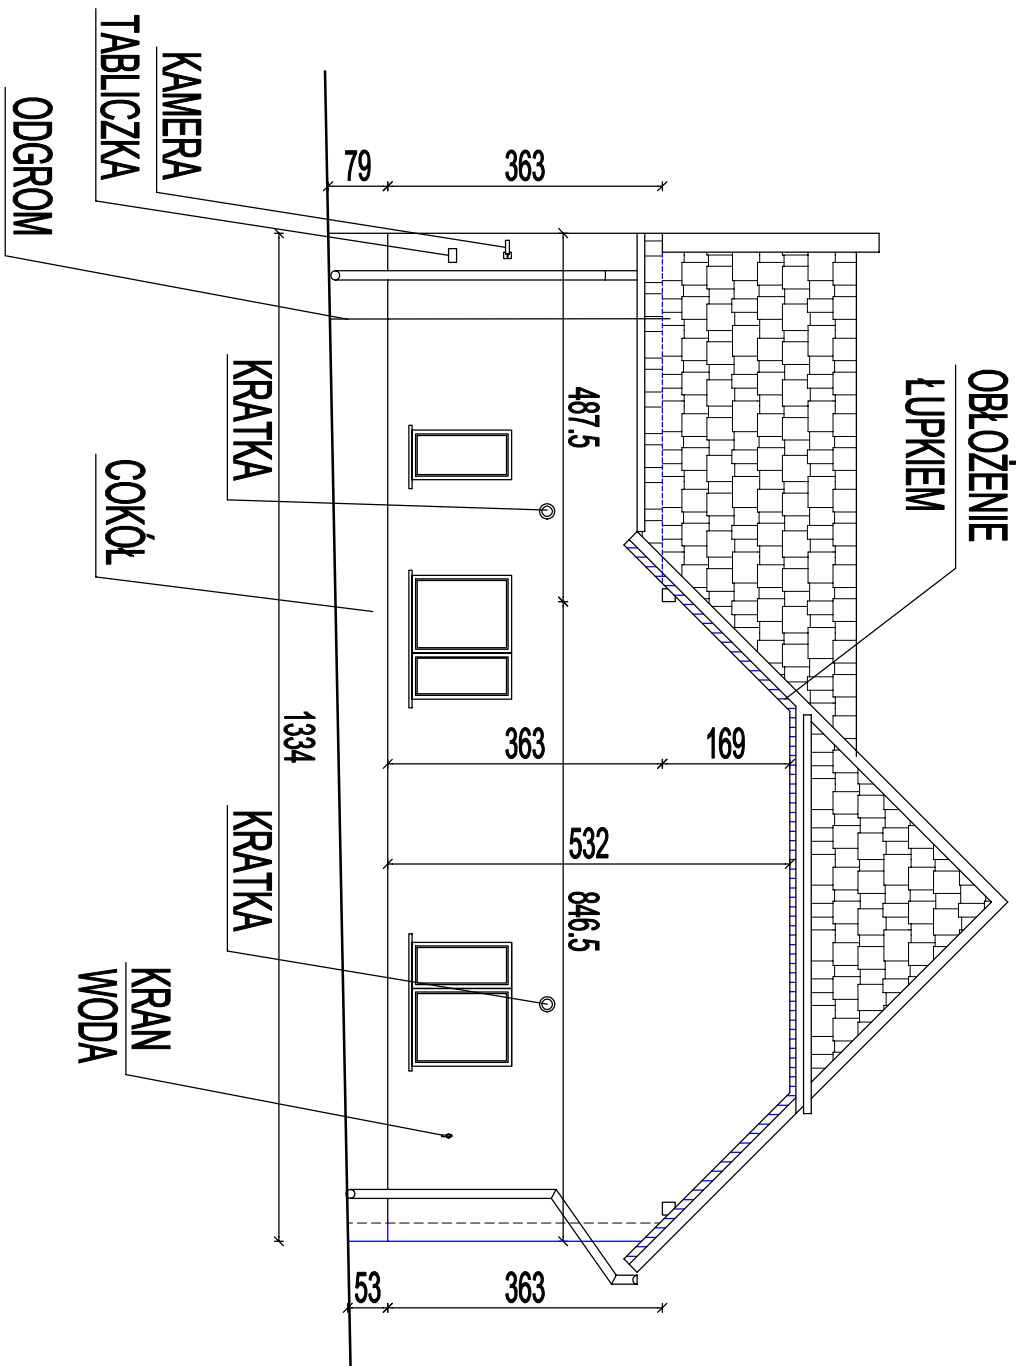 OBŁOŻENIE
ŁUPKIEM
KAMERA
TABLICZKA
ODGROM
KRATKA
COKÓŁ
KRATKA
KRAN
WODA
363
79
487.5
846.5
363
169
532
1334
363
53